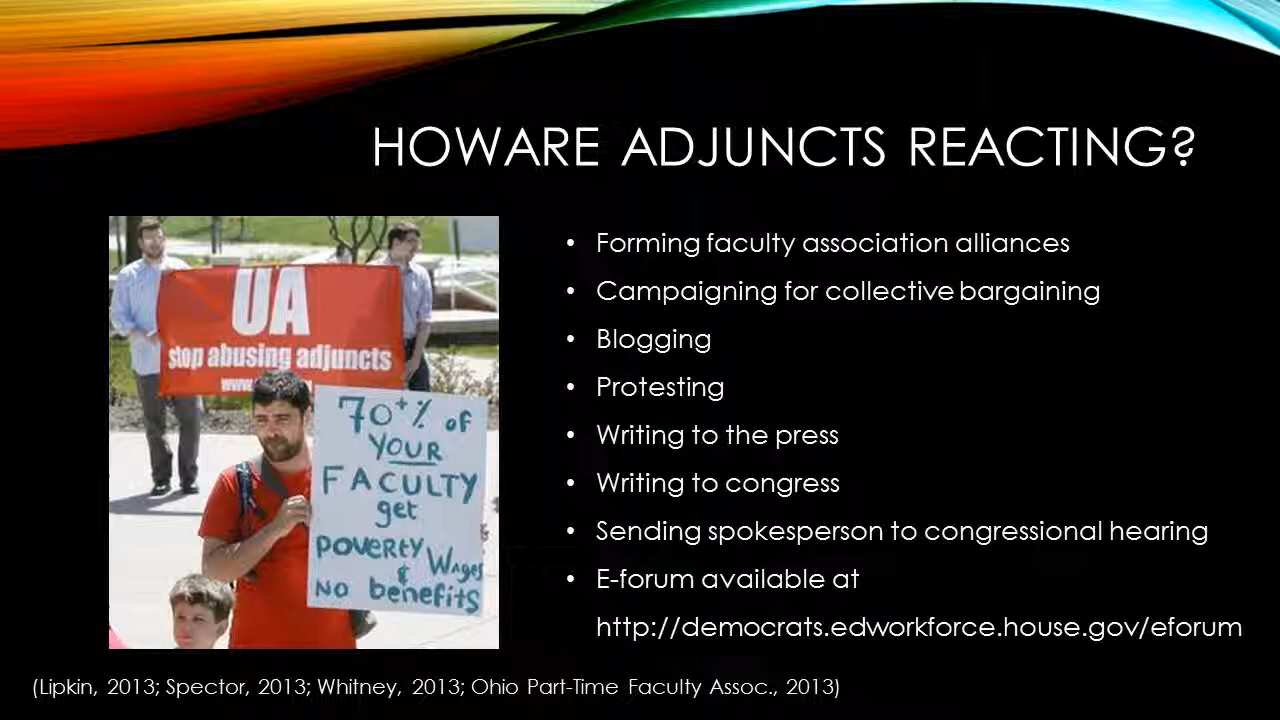 HOWARE ADJUNCTS REACTING?
UA
stop abusing adjuncts
70+% of
YOUR
FACULTY
get
POVERTY Wages
&
NO benefits
• Forming faculty association alliances
• Campaigning for collective bargaining
• Blogging
• Protesting
• Writing to the press
• Writing to congress
• Sending spokesperson to congressional hearing
• E-forum available at
http://democrats.edworkforce.house.gov/eforum
(Lipkin, 2013; Spector, 2013; Whitney, 2013; Ohio Part-Time Faculty Assoc., 2013)